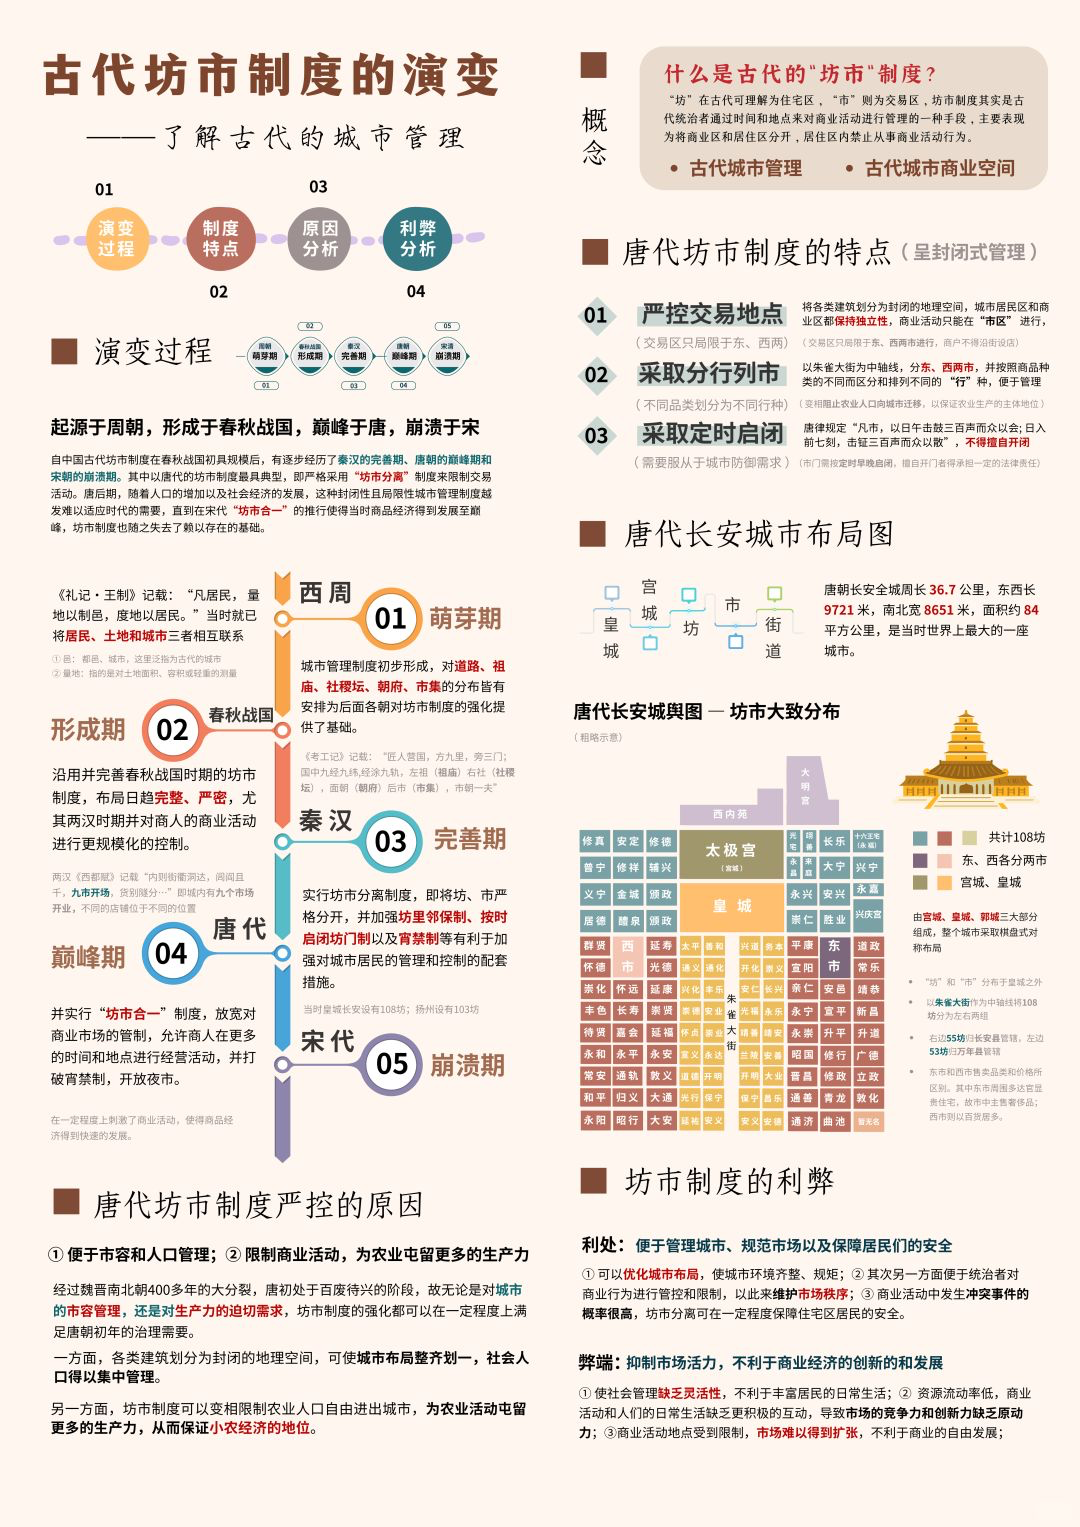 古代坊市制度的演变
——了解古代的城市管理
01
03
演变
过程
制度
特点
原因
分析
利弊
分析
02
04
演变过程
周朝
萌芽期
01
02
春秋战国
形成期
秦汉
完善期
03
唐朝
巅峰期
04
05
宋清
崩溃期
起源于周朝，形成于春秋战国，巅峰于唐，崩溃于宋
自中国古代坊市制度在春秋战国初具规模后，有逐步经历了秦汉的完善期、唐朝的巅峰期和
宋朝的崩溃期。其中以唐代的坊市制度最具典型，即严格采用“坊市分离”制度来限制交易
活动。唐后期，随着人口的增加以及社会经济的发展，这种封闭性且局限性城市管理制度越
发难以适应时代的需要，直到在宋代“坊市合一”的推行使得当时商品经济得到发展至巅
峰，坊市制度也随之失去了赖以存在的基础。
《礼记·王制》记载：“凡居民， 量
地以制邑，度地以居民。”当时就已
将居民、土地和城市三者相互联系
① 邑： 都邑、城市，这里泛指为古代的城市
② 量地：指的是对土地面积、容积或轻重的测量
西周
01
萌芽期
城市管理制度初步形成，对道路、祖
庙、社稷坛、朝府、市集的分布皆有
安排为后面各朝对坊市制度的强化提
供了基础。
《考工记》记载：“匠人营国，方九里，旁三门；
国中九经九纬,经涂九轨，左祖（祖庙）右社（社稷
坛），面朝（朝府）后市（市集），市朝一夫”
形成期
02
春秋战国
沿用并完善春秋战国时期的坊市
制度，布局日趋完整、严密，尤
其两汉时期并对商人的商业活动
进行更规模化的控制。
两汉《西都赋》记载“内则街衢洞达，闾阎且
千，九市开场，货别隧分…”即城内有九个市场
开业，不同的店铺位于不同的位置
秦汉
03
完善期
实行坊市分离制度，即将坊、市严
格分开，并加强坊里邻保制、按时
启闭坊门制以及宵禁制等有利于加
强对城市居民的管理和控制的配套
措施。
当时皇城长安设有108坊；扬州设有103坊
唐代
04
巅峰期
并实行“坊市合一”制度，放宽对
商业市场的管制，允许商人在更多
的时间和地点进行经营活动，并打
破宵禁制，开放夜市。
在一定程度上刺激了商业活动，使得商品经
济得到快速的发展。
宋代
05
崩溃期
唐代坊市制度严控的原因
① 便于市容和人口管理；② 限制商业活动，为农业屯留更多的生产力
经过魏晋南北朝400多年的大分裂，唐初处于百废待兴的阶段，故无论是对城市
的市容管理，还是对生产力的迫切需求，坊市制度的强化都可以在一定程度上满
足唐朝初年的治理需要。
一方面，各类建筑划分为封闭的地理空间，可使城市布局整齐划一，社会人
口得以集中管理。
另一方面，坊市制度可以变相限制农业人口自由进出城市，为农业活动屯留
更多的生产力，从而保证小农经济的地位。
概念
什么是古代的“坊市“制度?
“坊”在古代可理解为住宅区，“市”则为交易区，坊市制度其实是古
代统治者通过时间和地点来对商业活动进行管理的一种手段，主要表现
为将商业区和居住区分开，居住区内禁止从事商业活动行为。
• 古代城市管理
• 古代城市商业空间
唐代坊市制度的特点（呈封闭式管理）
01
严控交易地点
（交易区只局限于东、西两）
将各类建筑划分为封闭的地理空间，城市居民区和商
业区都保持独立性，商业活动只能在“市区” 进行，
（ 交易区只局限于东、西两市进行，商户不得沿街设店）
02
采取分行列市
（不同品类划分为不同行种）
以朱雀大街为中轴线，分东、西两市，并按照商品种
类的不同而区分和排列不同的 “行”种，便于管理
（ 变相阻止农业人口向城市迁移，以保证农业生产的主体地位 ）
03
采取定时启闭
（需要服从于城市防御需求）
唐律规定“凡市，以日午击鼓三百声而众以会;日入
前七刻，击钲三百声而众以散”，不得擅自开闭
（市门需按定时早晚启闭，擅自开门者得承担一定的法律责任）
唐代长安城市布局图
皇城
宫城
坊
市
街道
唐朝长安全城周长 36.7 公里，东西长
9721 米，南北宽 8651 米，面积约 84
平方公里，是当时世界上最大的一座
城市。
唐代长安城舆图 — 坊市大致分布
（ 粗略示意）
大明宫
西内苑
修真 安定 修德
太极宫
（宫城）
光宅 翊善 长乐 十六王宅（永福）
普宁 修祥 辅兴
永昌 来庭 大宁 兴宁
义宁 金城 颁政
皇城
永兴 安兴 永嘉
居德 醴泉 颁政
崇仁 胜业 兴庆宫
群贤 西市 延寿 太平 善和 兴道 务本 平康 东市 道政
怀德 光德 通义 通化 开化 崇义 宣阳 常乐
崇化 怀远 延康 兴化 丰乐 安仁 长兴 亲仁 安邑 靖恭
丰邑 长寿 崇贤 崇德 安业 光福 永乐 永宁 宣平 新昌
待贤 嘉会 延福 怀贞 崇业 靖善 靖安 永崇 升平 升道
永和 永平 永安 宣义 永达 兰陵 安善 昭国 修行 广德
常安 通轨 敦义 道德 开明 开明 大业 晋昌 修政 立政
和平 归义 大通 光行 保宁 保宁 昌乐 通善 青龙 敦化
永阳 昭行 大安 延祐 安义 安义 安德 通济 曲池 暂无名
朱雀大街
共计108坊
东、西各分两市
宫城、皇城
由宫城、皇城、郭城三大部分
组成，整个城市采取棋盘式对
称布局
• “坊”和“市”分布于皇城之外
• 以朱雀大街作为中轴线将108
坊分为左右两组
• 右边55坊归长安县管辖，左边
53坊归万年县管辖
• 东市和西市售卖品类和价格所
区别。其中东市周围多达官显
贵住宅，故市中主售奢侈品；
西市则以百货居多。
坊市制度的利弊
利处：便于管理城市、规范市场以及保障居民们的安全
① 可以优化城市布局，使城市环境齐整、规矩；② 其次另一方面便于统治者对
商业行为进行管控和限制，以此来维护市场秩序；③ 商业活动中发生冲突事件的
概率很高，坊市分离可在一定程度保障住宅区居民的安全。
弊端：抑制市场活力，不利于商业经济的创新的和发展
① 使社会管理缺乏灵活性，不利于丰富居民的日常生活；② 资源流动率低，商业
活动和人们的日常生活缺乏更积极的互动，导致市场的竞争力和创新力缺乏原动
力；③商业活动地点受到限制，市场难以得到扩张，不利于商业的自由发展；